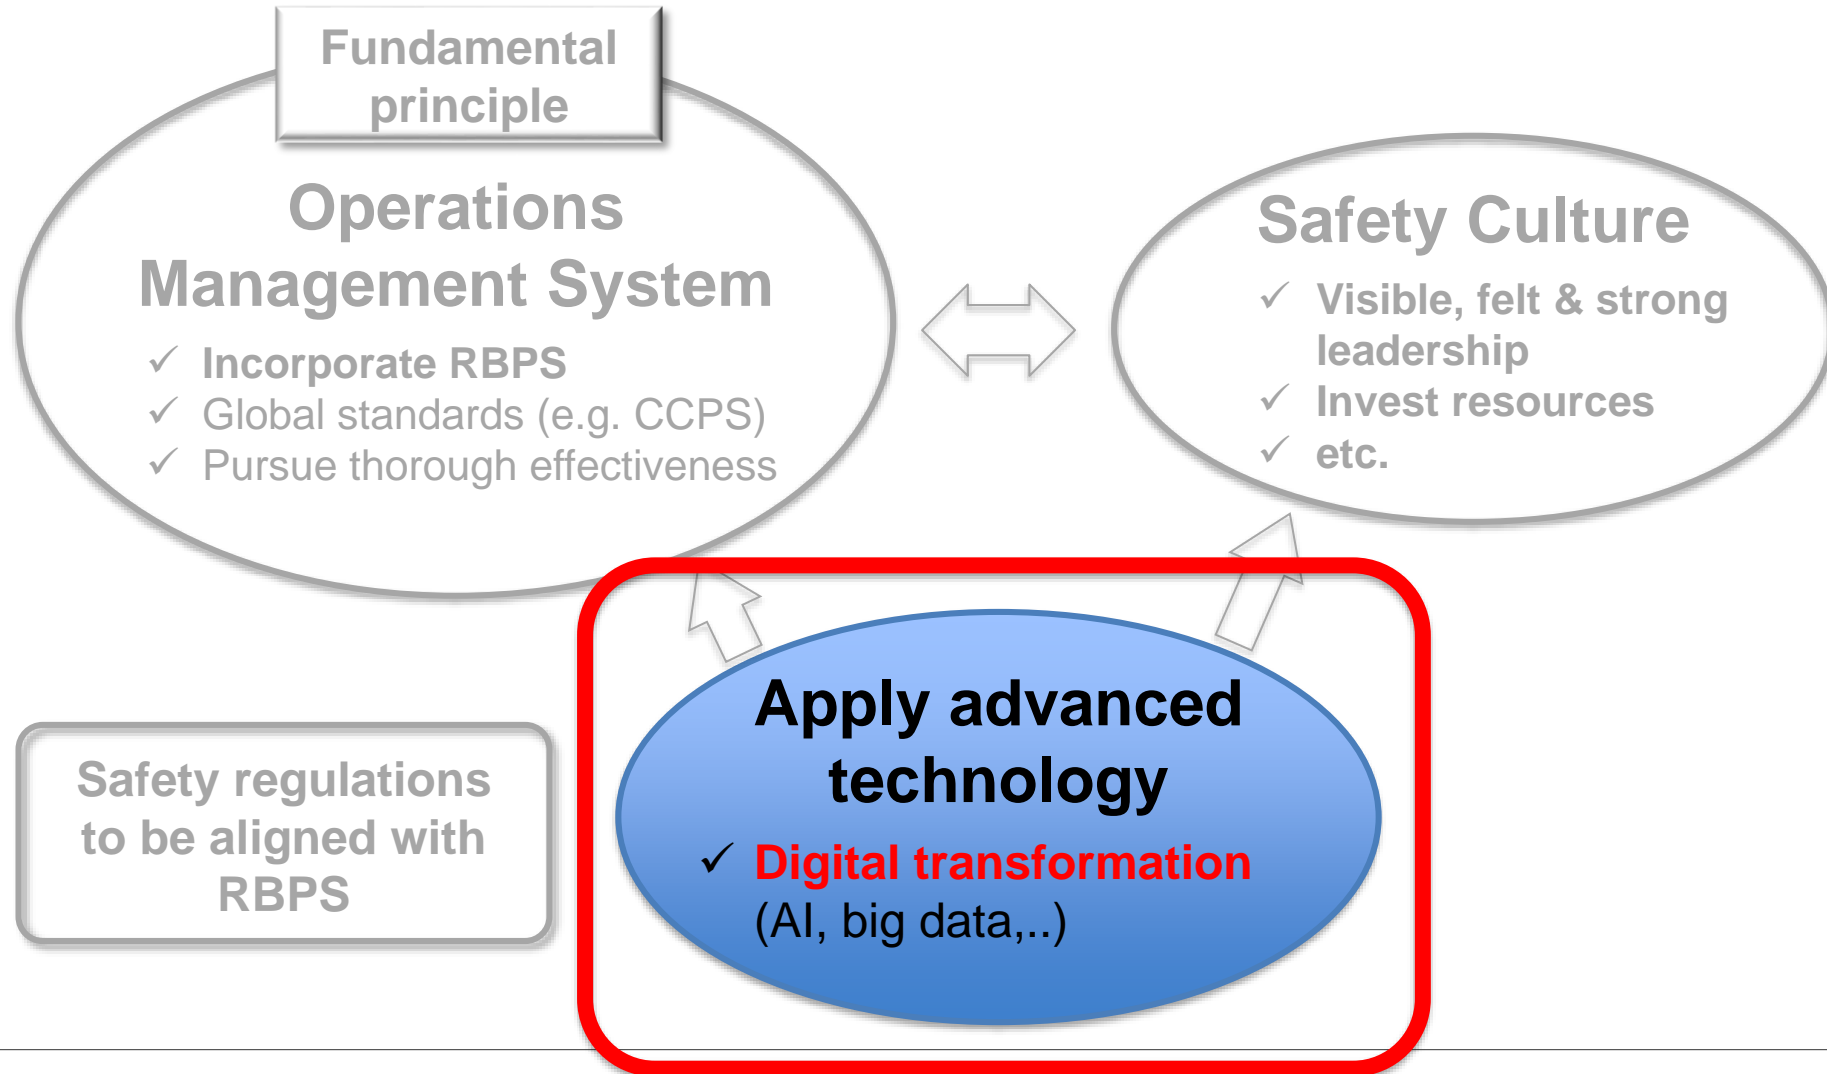 Fundamental
principle
Operations
Management System
✓ Incorporate RBPS
✓ Global standards (e.g. CCPS)
✓ Pursue thorough effectiveness
Safety Culture
✓ Visible, felt & strong
leadership
✓ Invest resources
✓ etc.
Safety regulations
to be aligned with
RBPS
Apply advanced
technology
✓ Digital transformation
(AI, big data,..)